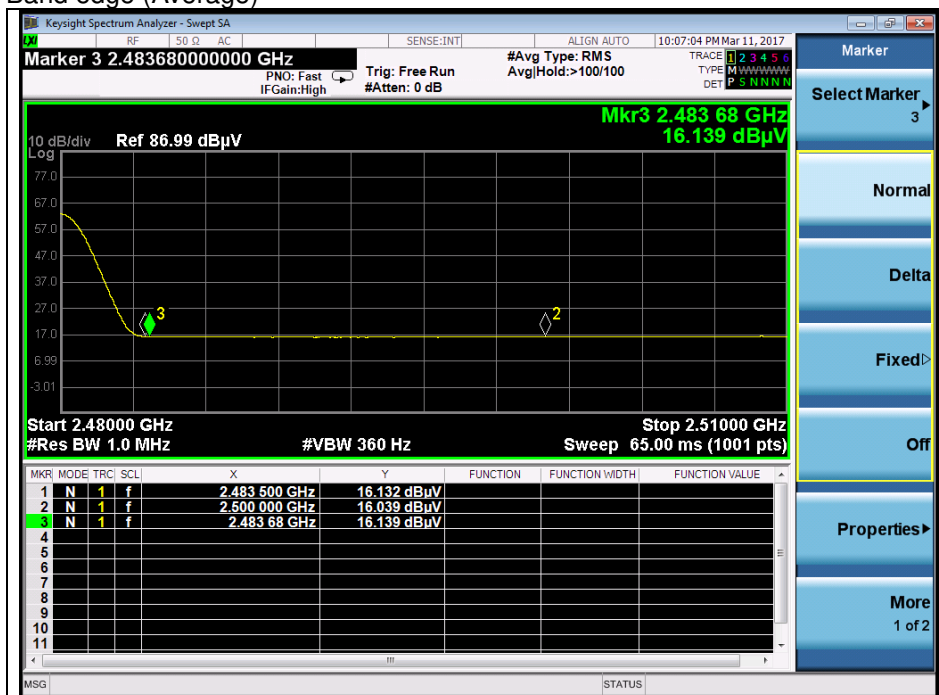 Band edge (Average)
Keysight Spectrum Analyzer - Swept SA
LXI RF 50 Ω AC SENSE:INT ALIGN AUTO 10:07:04 PM Mar 11, 2017
Marker 3 2.483680000000 GHz
PNO: Fast
IFGain:High
Trig: Free Run
#Atten: 0 dB
#Avg Type: RMS
Avg|Hold:>100/100
TRACE 1 2 3 4 5 6
TYPE M WWWWW
DET P S N N N N
Mkr3 2.483 68 GHz
16.139 dBµV
10 dB/div Ref 86.99 dBµV
Log
77.0
67.0
57.0
47.0
37.0
27.0
17.0
6.99
-3.01
3
2
Start 2.48000 GHz Stop 2.51000 GHz
#Res BW 1.0 MHz #VBW 360 Hz Sweep 65.00 ms (1001 pts)
MKR MODE TRC SCL X Y FUNCTION FUNCTION WIDTH FUNCTION VALUE
1 N 1 f 2.483 500 GHz 16.132 dBµV
2 N 1 f 2.500 000 GHz 16.039 dBµV
3 N 1 f 2.483 68 GHz 16.139 dBµV
4
5
6
7
8
9
10
11
MSG STATUS
Marker
Select Marker
3
Normal
Delta
Fixed
Off
Properties
More
1 of 2